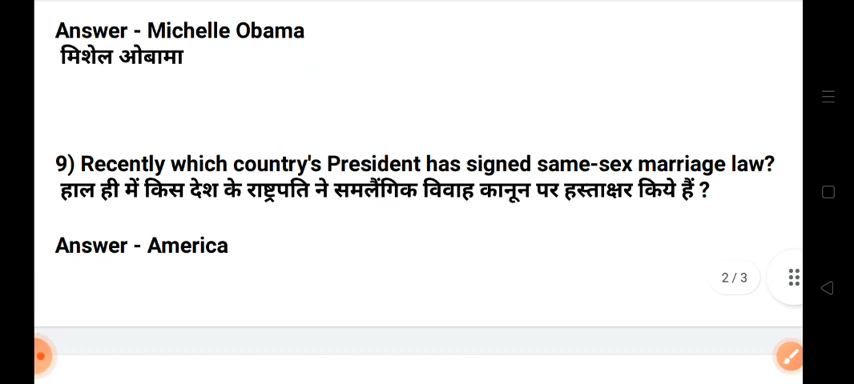 Answer - Michelle Obama
मिशेल ओबामा
9) Recently which country's President has signed same-sex marriage law?
हाल ही में किस देश के राष्ट्रपति ने समलैंगिक विवाह कानून पर हस्ताक्षर किये हैं ?
Answer - America
2 / 3